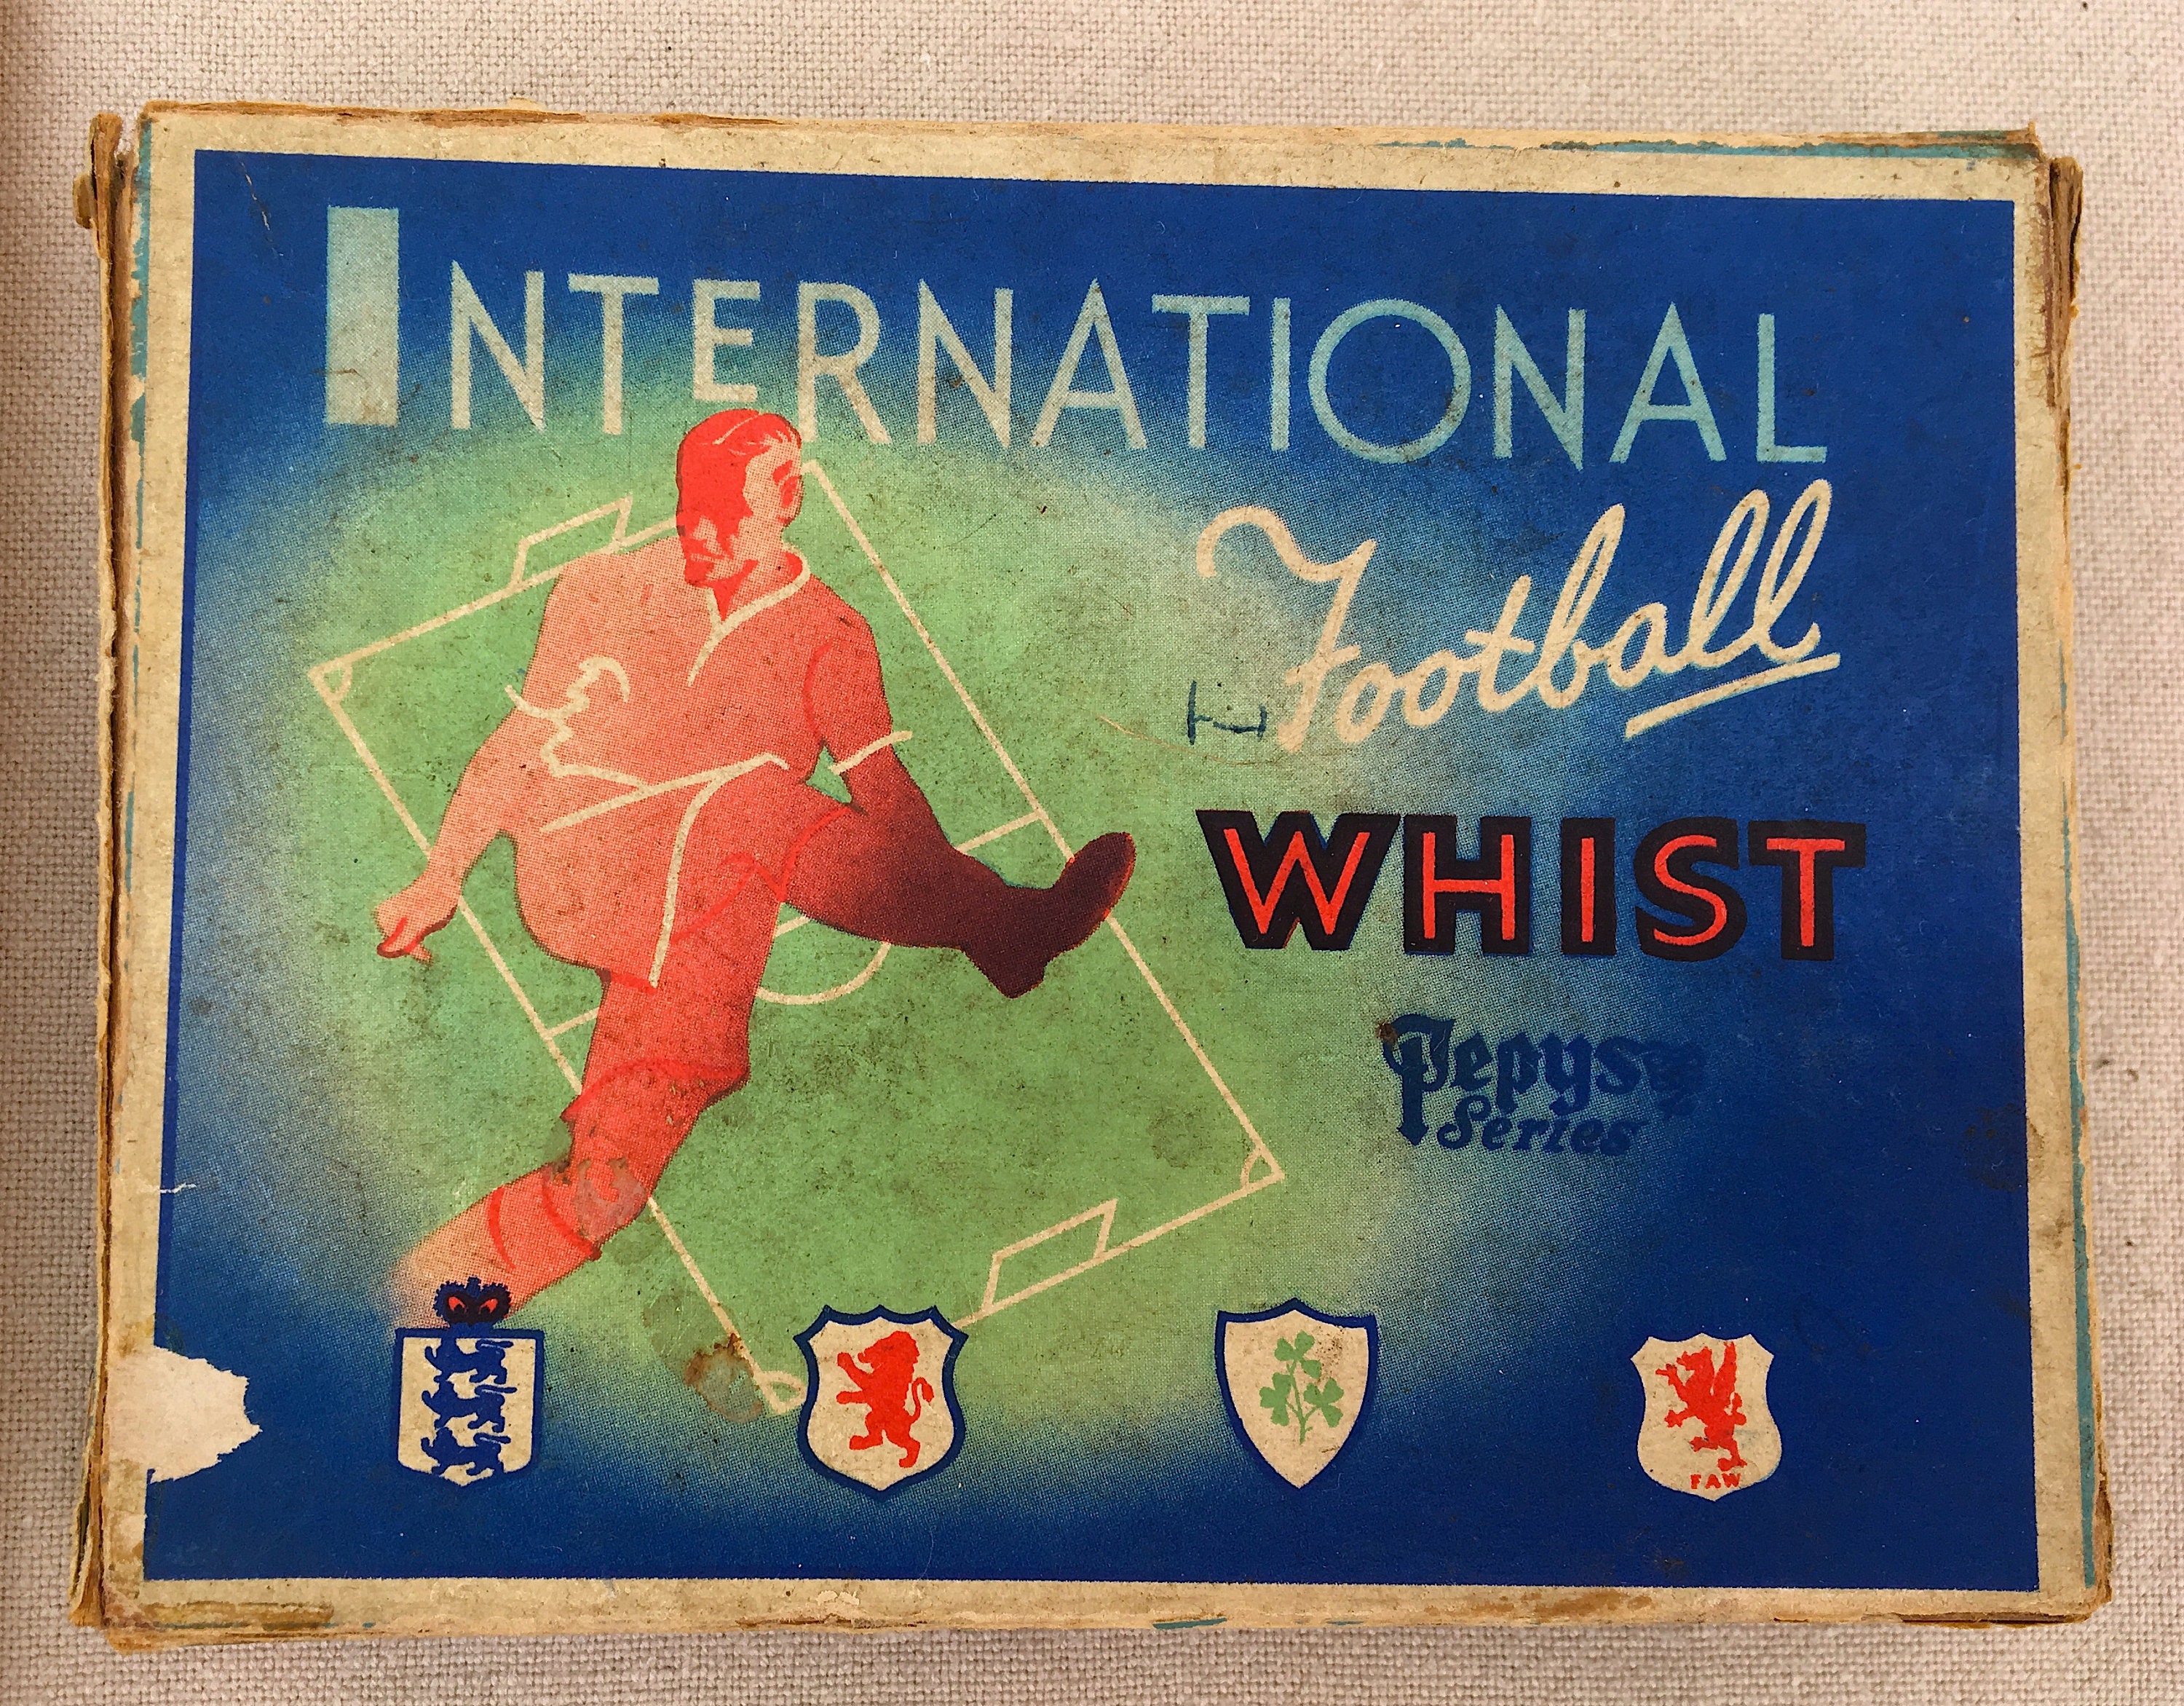 INTERNATIONAL
Football
WHIST
Pepys
Series
FAW